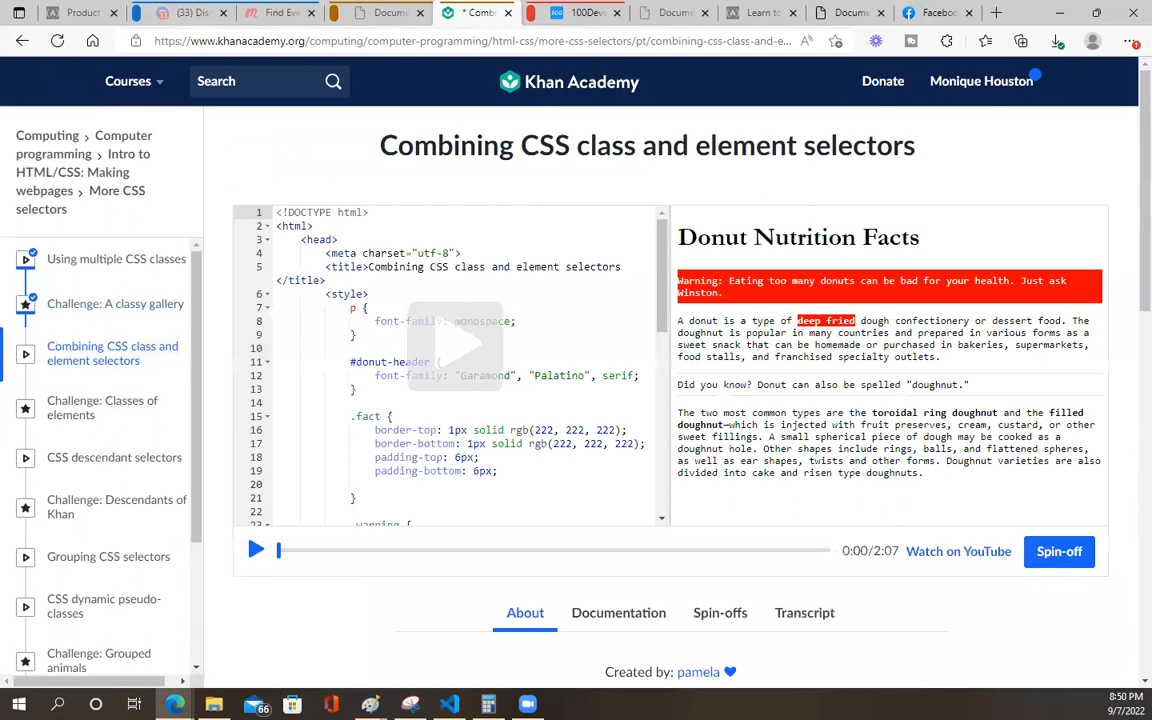 Product
(33) Dis
Find Eve
Docume
* Combi
100Dev
Docume
Learn to
Docume
Faceboo
https://www.khanacademy.org/computing/computer-programming/html-css/more-css-selectors/pt/combining-css-class-and-e...
Courses
Search
Khan Academy
Donate
Monique Houston
Computing › Computer
programming › Intro to
HTML/CSS: Making
webpages › More CSS
selectors
Using multiple CSS classes
Challenge: A classy gallery
Combining CSS class and
element selectors
Challenge: Classes of
elements
CSS descendant selectors
Challenge: Descendants of
Khan
Grouping CSS selectors
CSS dynamic pseudo-
classes
Challenge: Grouped
animals
Combining CSS class and element selectors
1 <!DOCTYPE html>
2 <html>
3 <head>
4 <meta charset="utf-8">
5 <title>Combining CSS class and element selectors
</title>
6 <style>
7 p {
8 font-family: monospace;
9 }
10
11 #donut-header {
12 font-family: "Garamond", "Palatino", serif;
13 }
14
15 .fact {
16 border-top: 1px solid rgb(222, 222, 222);
17 border-bottom: 1px solid rgb(222, 222, 222);
18 padding-top: 6px;
19 padding-bottom: 6px;
20
21 }
22
23 .warning {
Donut Nutrition Facts
Warning: Eating too many donuts can be bad for your health. Just ask
Winston.
A donut is a type of deep fried dough confectionery or dessert food. The
doughnut is popular in many countries and prepared in various forms as a
sweet snack that can be homemade or purchased in bakeries, supermarkets,
food stalls, and franchised specialty outlets.
Did you know? Donut can also be spelled "doughnut."
The two most common types are the toroidal ring doughnut and the filled
doughnut—which is injected with fruit preserves, cream, custard, or other
sweet fillings. A small spherical piece of dough may be cooked as a
doughnut hole. Other shapes include rings, balls, and flattened spheres,
as well as ear shapes, twists and other forms. Doughnut varieties are also
divided into cake and risen type doughnuts.
0:00/2:07
Watch on YouTube
Spin-off
About
Documentation
Spin-offs
Transcript
Created by: pamela
66
8:50 PM
9/7/2022